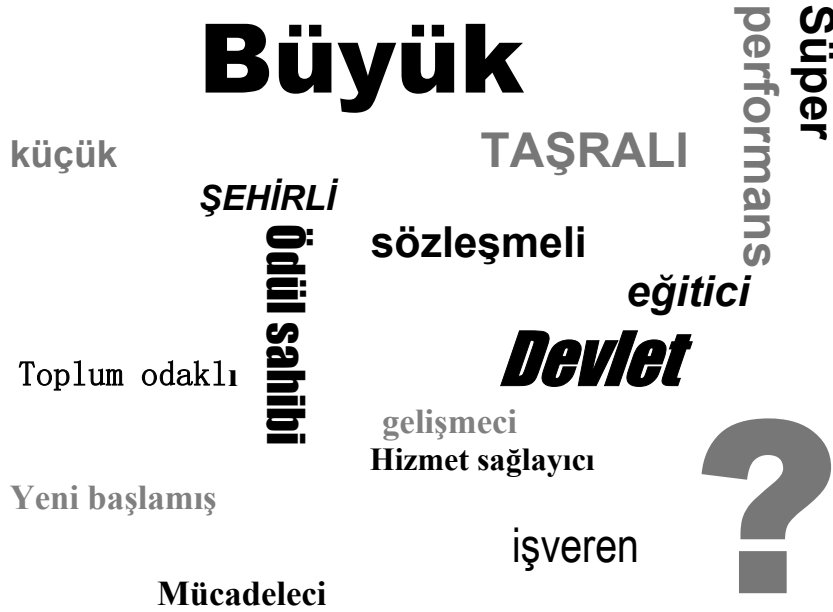 Büyük
Süper
performans
küçük
TAŞRALI
ŞEHİRLİ
Ödül sahibi
sözleşmeli
eğitici
Devlet
Toplum odaklı
gelişmeci
Hizmet sağlayıcı
Yeni başlamış
?
işveren
Mücadeleci